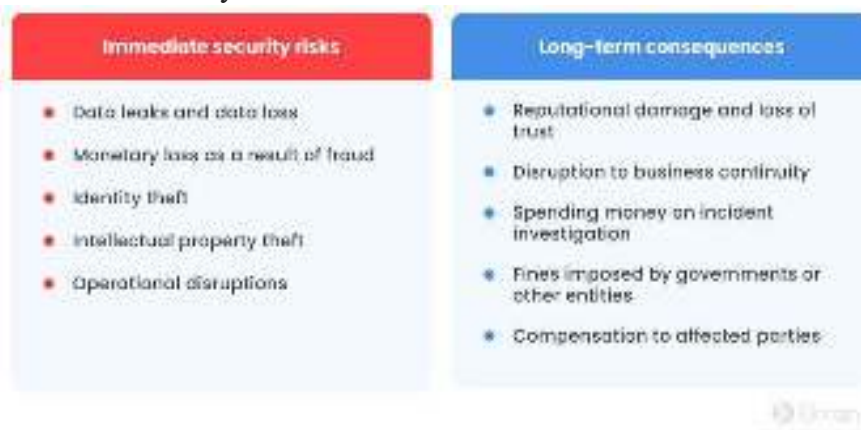 Immediate security risks
Data leaks and data loss
Monetary loss as a result of fraud
Identity theft
Intellectual property theft
Operational disruptions
Long-term consequences
Reputational damage and loss of
trust
Disruption to business continuity
Spending money on incident
investigation
Fines imposed by governments or
other entities
Compensation to affected parties